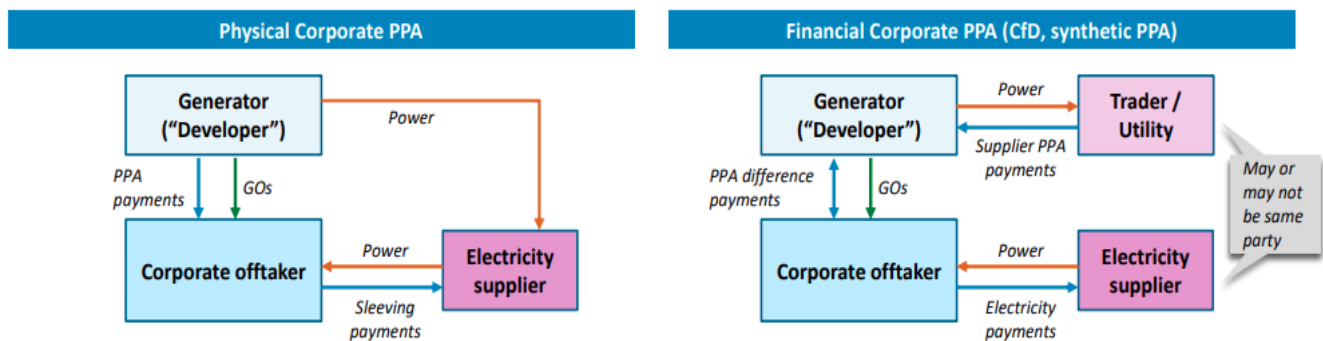 Physical Corporate PPA
Generator
(“Developer”)
Power
PPA
payments
GOs
Corporate offtaker
Power
Sleeving
payments
Electricity
supplier
Financial Corporate PPA (CfD, synthetic PPA)
Generator
(“Developer”)
Power
Supplier PPA
payments
Trader /
Utility
PPA difference
payments
GOs
May or
may not
be same
party
Corporate offtaker
Power
Electricity
payments
Electricity
supplier